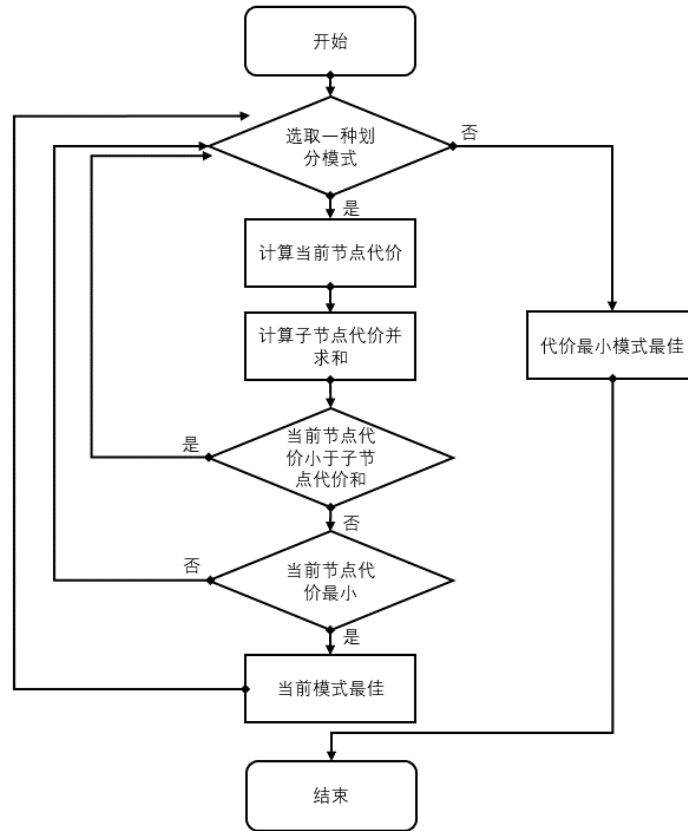 开始
选取一种划
分模式
否
是
计算当前节点代价
计算子节点代价并
求和
代价最小模式最佳
是
当前节点代
价小于子节
点代价和
否
否
当前节点代
价最小
是
当前模式最佳
结束